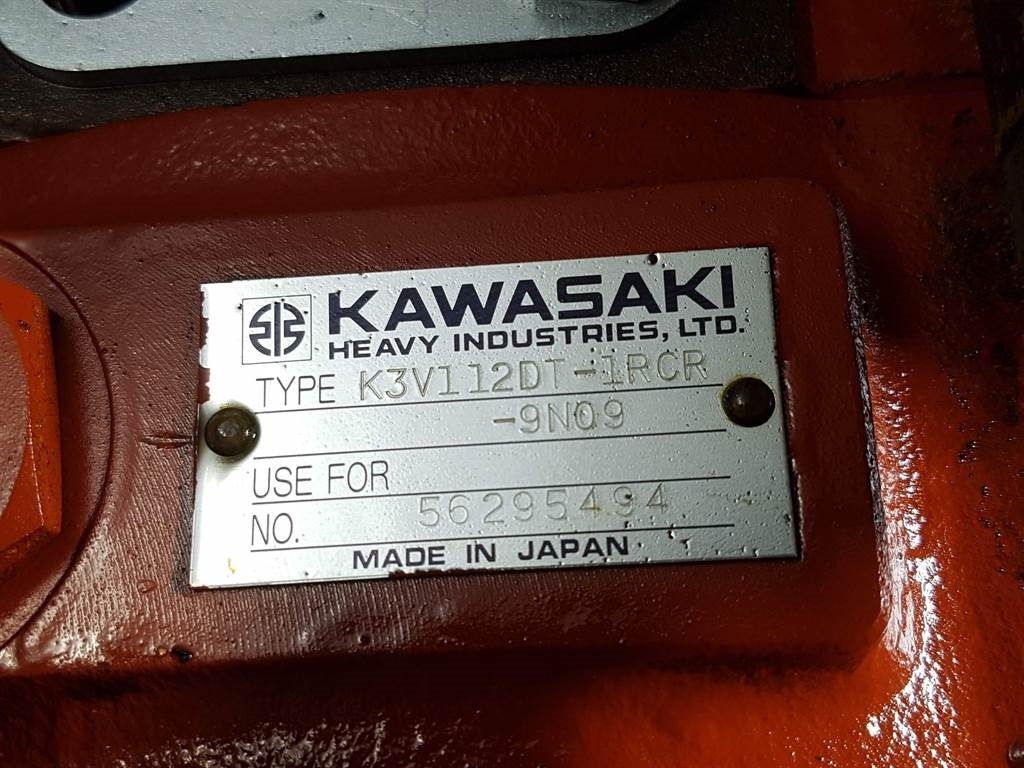 KAWASAKI
HEAVY INDUSTRIES, LTD.
TYPE K3V112DT-1RCR
-9N09
USE FOR
NO. 56295494
MADE IN JAPAN